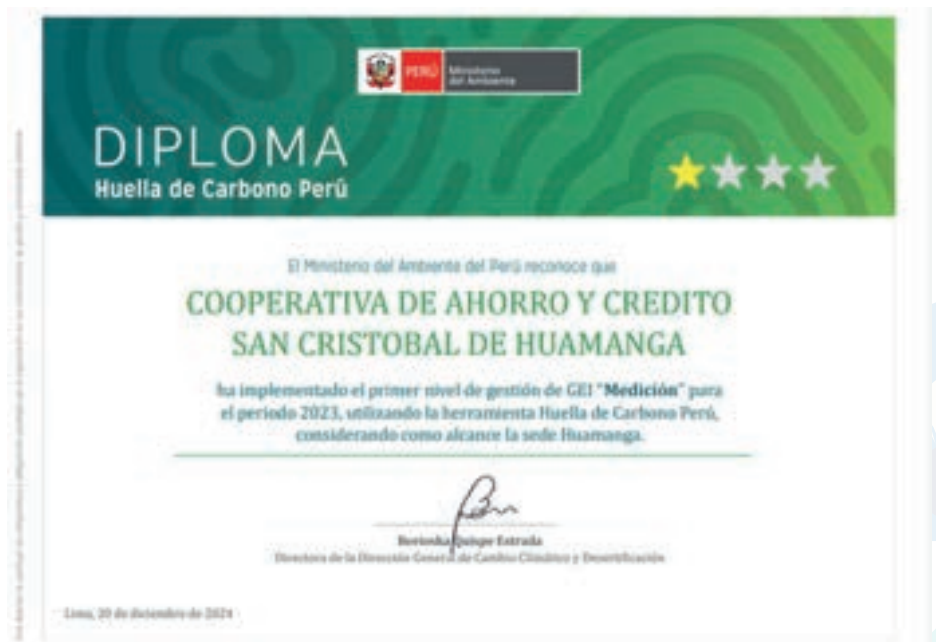 PERÚ
Ministerio
del Ambiente
DIPLOMA
Huella de Carbono Perú
El Ministerio del Ambiente del Perú reconoce que
COOPERATIVA DE AHORRO Y CREDITO
SAN CRISTOBAL DE HUAMANGA
ha implementado el primer nivel de gestión de GEI "Medición" para
el periodo 2023, utilizando la herramienta Huella de Carbono Perú,
considerando como alcance la sede Huamanga.
Berioska Quispe Estrada
Directora de la Dirección General de Cambio Climático y Desertificación
Lima, 20 de diciembre de 2024